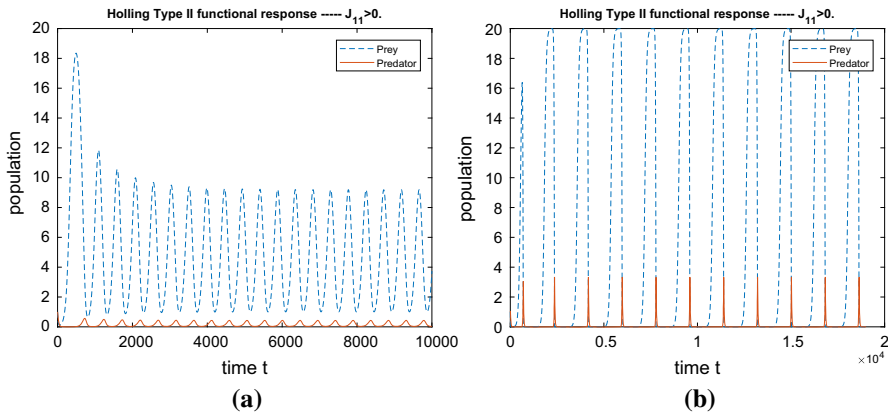 Holling Type II functional response ----- J11>0.
20
18
16
14
12
10
8
6
4
2
0
population
Prey
Predator
0 2000 4000 6000 8000 10000
time t
(a)
Holling Type II functional response ----- J11>0.
20
18
16
14
12
10
8
6
4
2
0
population
Prey
Predator
0 0.5 1 1.5 2
×10^4
time t
(b)